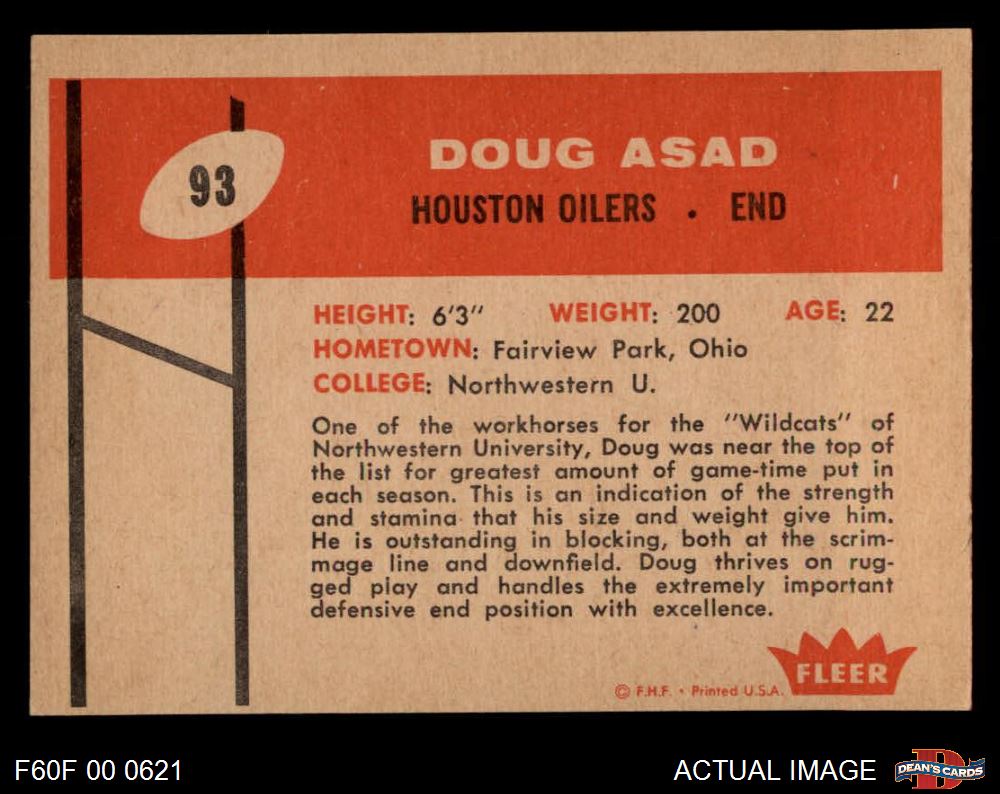 93
DOUG ASAD
HOUSTON OILERS . END
HEIGHT: 6'3" WEIGHT: 200 AGE: 22
HOMETOWN: Fairview Park, Ohio
COLLEGE: Northwestern U.
One of the workhorses for the "Wildcats" of
Northwestern University, Doug was near the top of
the list for greatest amount of game-time put in
each season. This is an indication of the strength
and stamina that his size and weight give him.
He is outstanding in blocking, both at the scrim-
mage line and downfield. Doug thrives on rug-
ged play and handles the extremely important
defensive end position with excellence.
FLEER
© F.H.F. • Printed U.S.A.
F60F 00 0621
ACTUAL IMAGE
D
DEAN'S CARDS